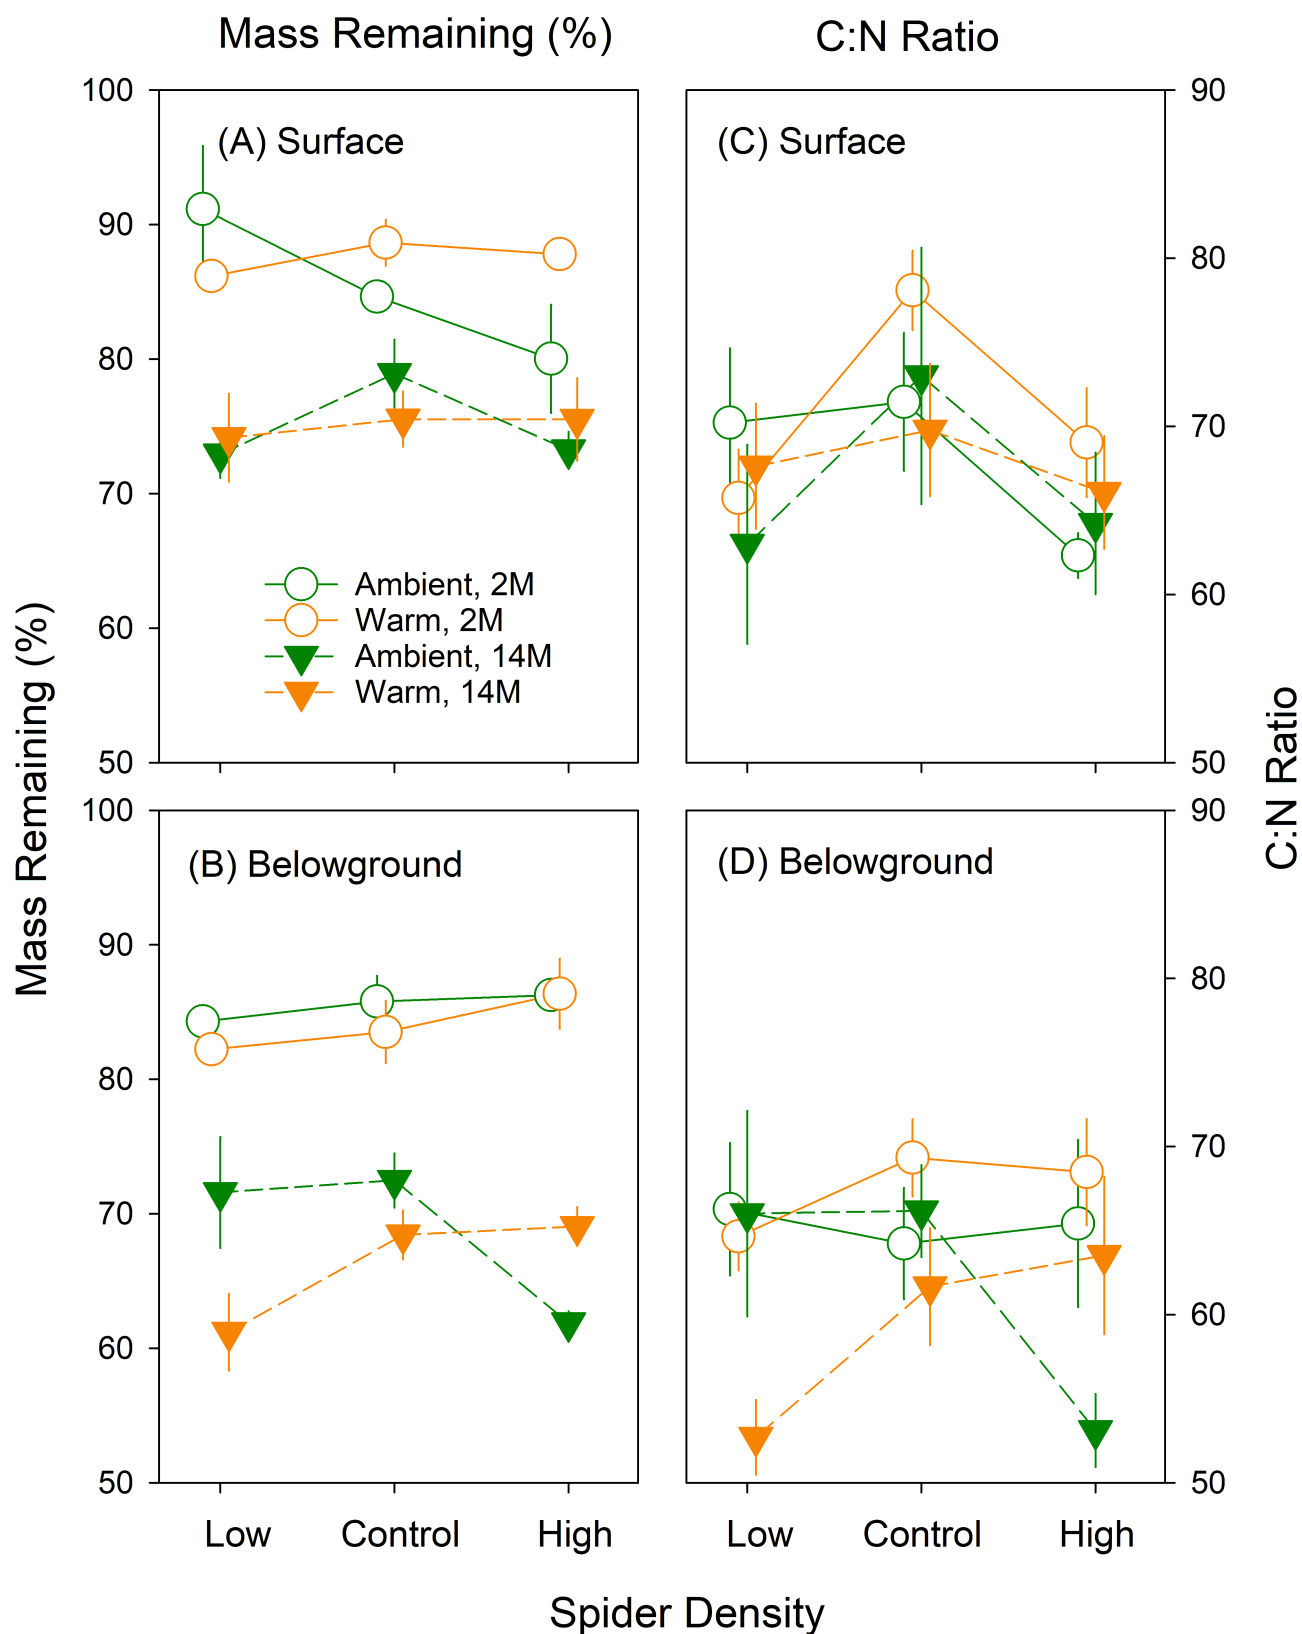 Mass Remaining (%)
C:N Ratio
100
90
80
70
60
50
(A) Surface
Ambient, 2M
Warm, 2M
Ambient, 14M
Warm, 14M
(C) Surface
90
80
70
60
50
Mass Remaining (%)
C:N Ratio
100
90
80
70
60
50
(B) Belowground
(D) Belowground
90
80
70
60
50
Low Control High
Low Control High
Spider Density